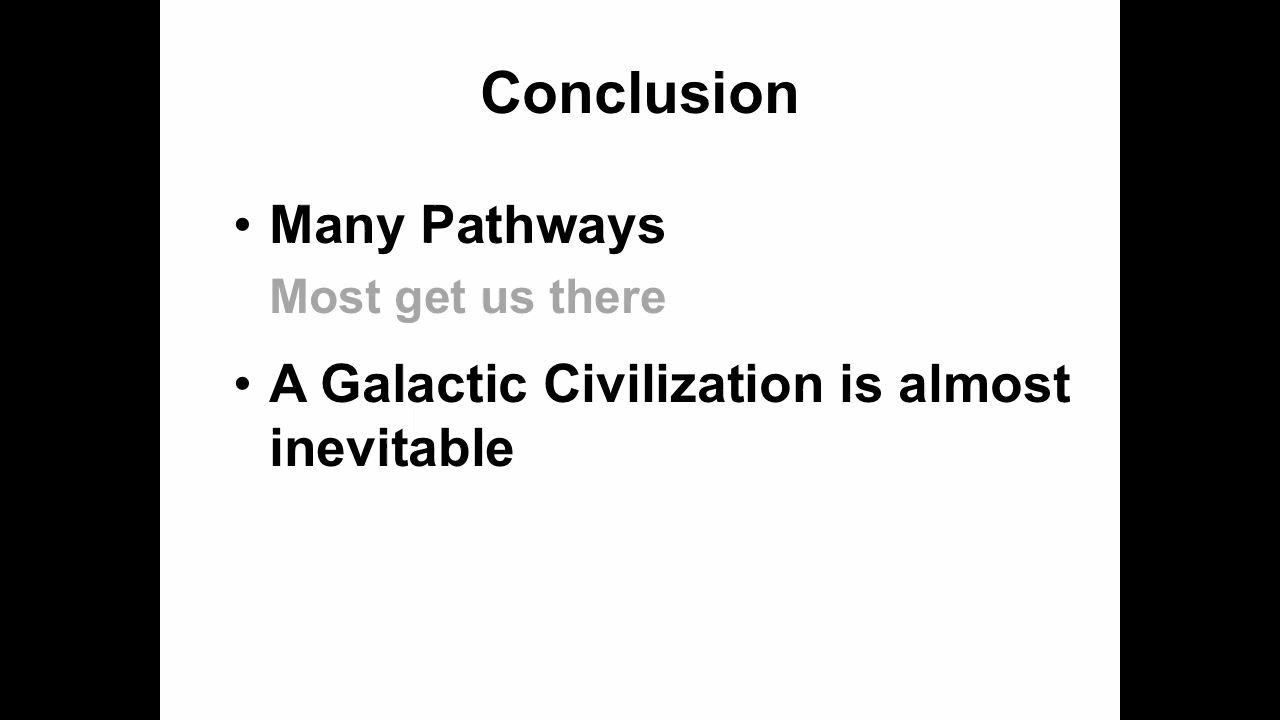 Conclusion
• Many Pathways
Most get us there
• A Galactic Civilization is almost
inevitable